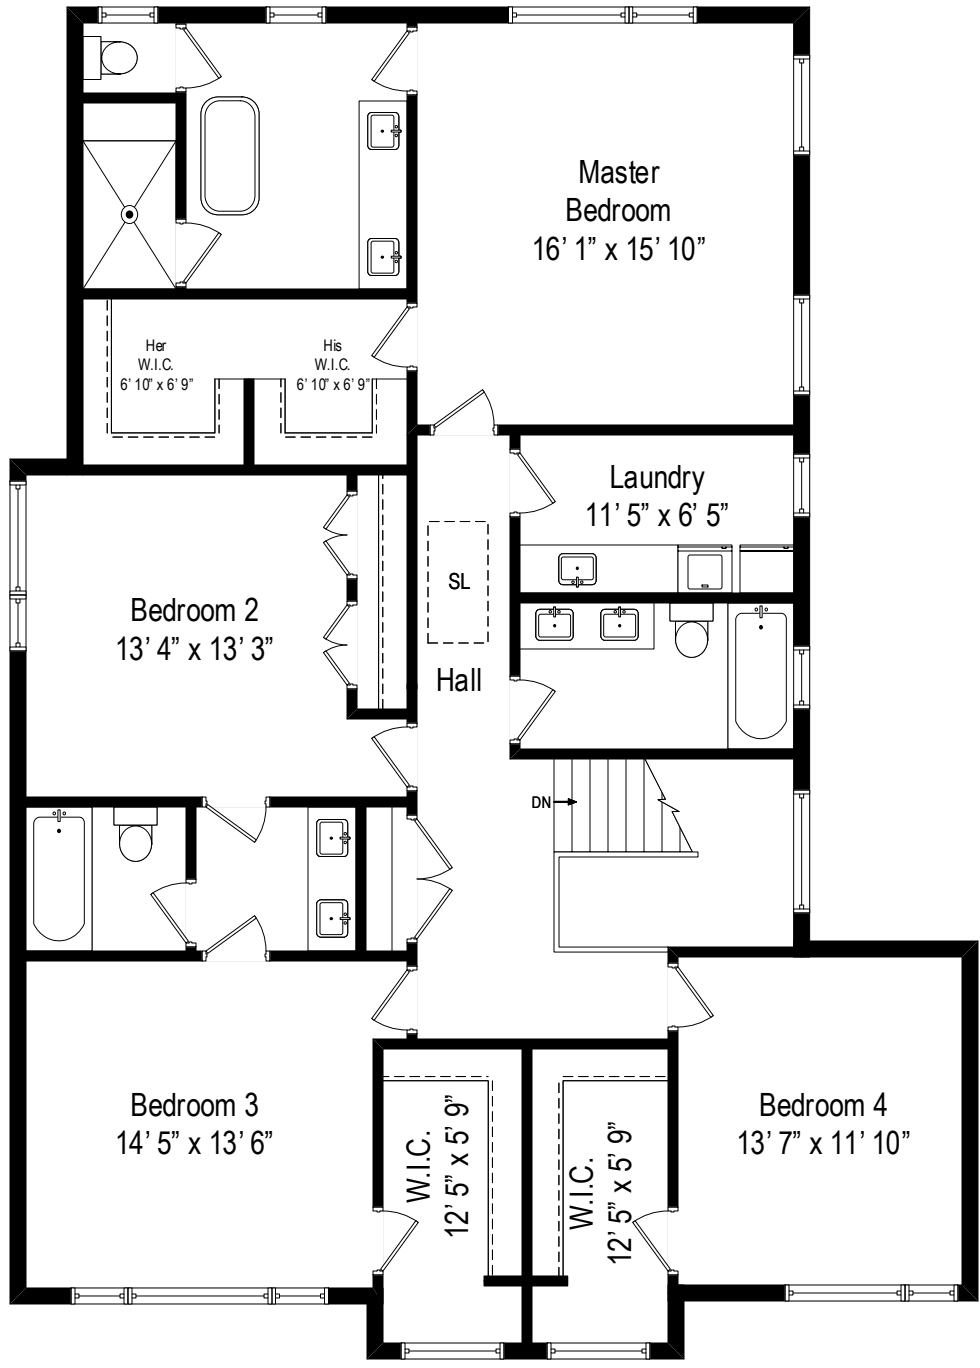 Master
Bedroom
16’ 1” x 15’ 10”
Her
W.I.C.
6’ 10” x 6’ 9”
His
W.I.C.
6’ 10” x 6’ 9”
Laundry
11’ 5” x 6’ 5”
SL
Bedroom 2
13’ 4” x 13’ 3”
Hall
DN
Bedroom 3
14’ 5” x 13’ 6”
W.I.C.
12’ 5” x 5’ 9”
W.I.C.
12’ 5” x 5’ 9”
Bedroom 4
13’ 7” x 11’ 10”